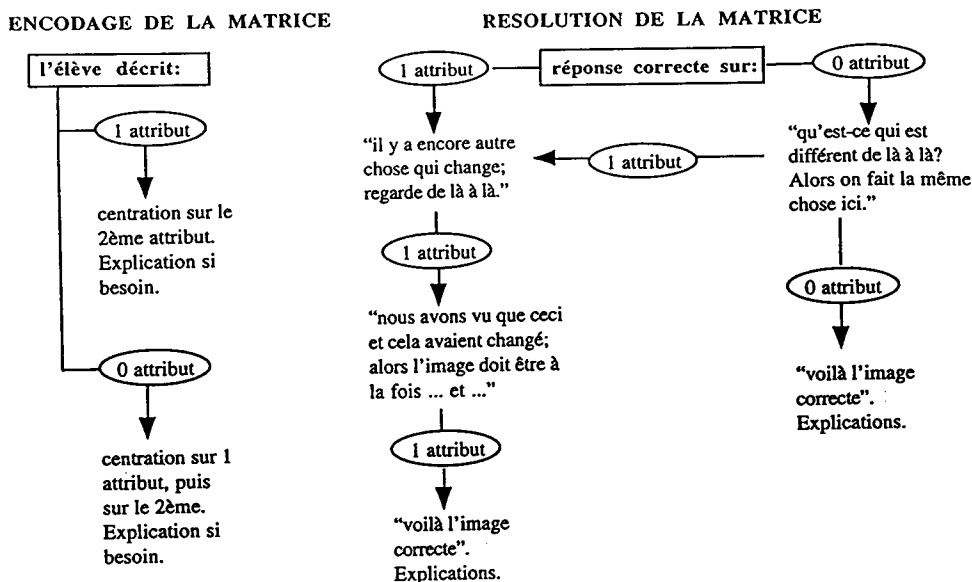 ENCODAGE DE LA MATRICE
l'élève décrit:
1 attribut
centration sur le
2ème attribut.
Explication si
besoin.
0 attribut
centration sur 1
attribut, puis
sur le 2ème.
Explication si
besoin.
RESOLUTION DE LA MATRICE
1 attribut
réponse correcte sur:
0 attribut
“il y a encore autre
chose qui change;
regarde de là à là.”
1 attribut
“qu'est-ce qui est
différent de là à là?
Alors on fait la même
chose ici.”
1 attribut
“nous avons vu que ceci
et cela avaient changé;
alors l'image doit être à
la fois ... et ...”
1 attribut
“voilà l'image
correcte”.
Explications.
0 attribut
“voilà l'image
correcte”.
Explications.